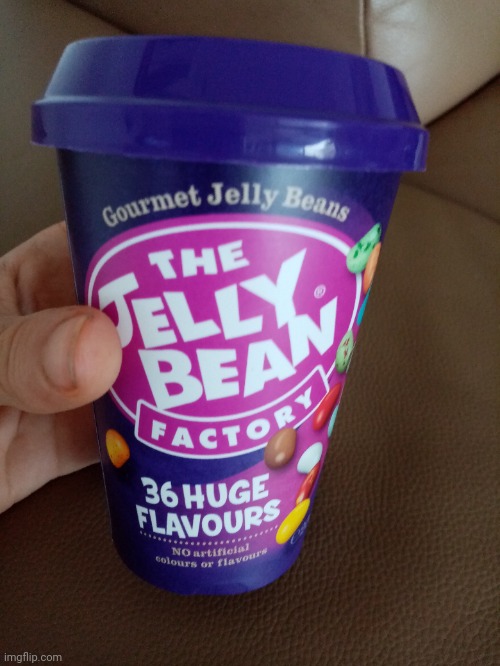 Gourmet Jelly Beans
THE
JELLY ®
BEAN
FACTORY
36 HUGE
FLAVOURS
NO artificial
colours or flavours
imgflip.com